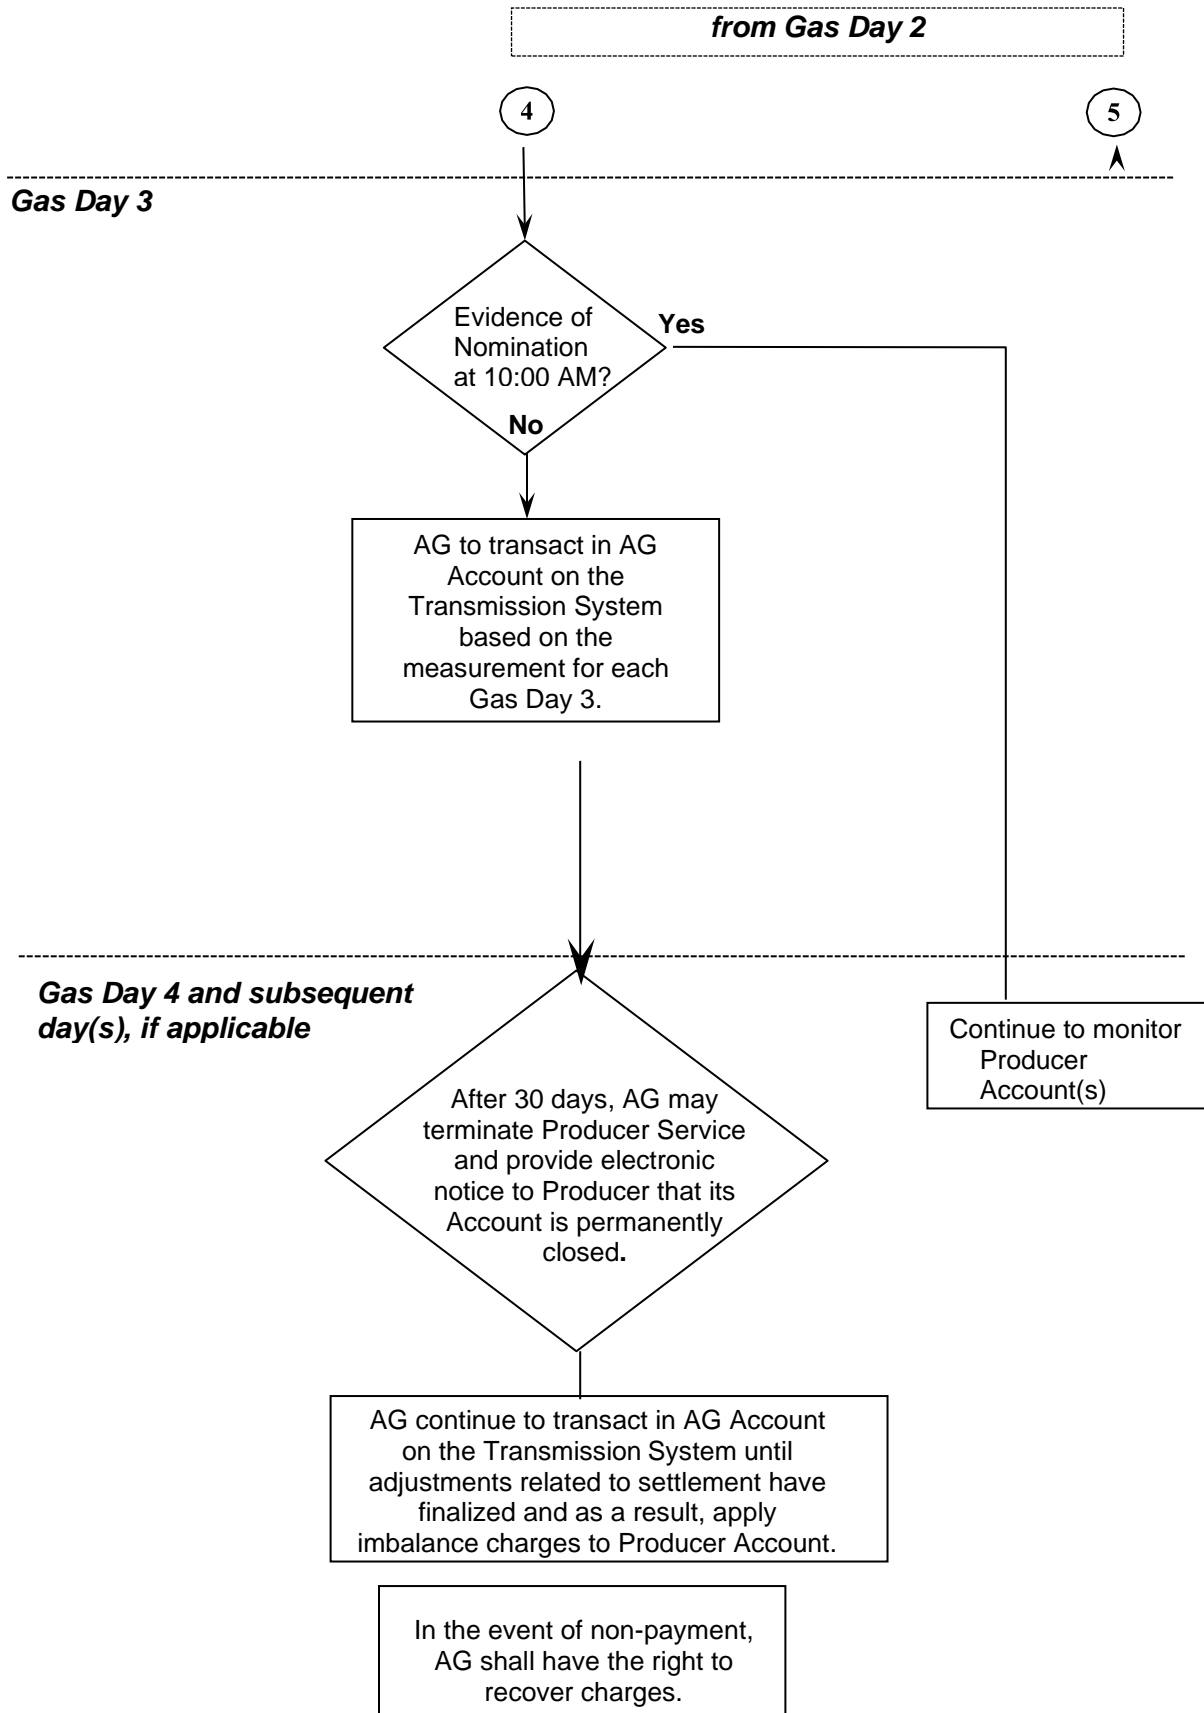 from Gas Day 2
4
5
Gas Day 3
Evidence of
Nomination
at 10:00 AM?
Yes
No
AG to transact in AG
Account on the
Transmission System
based on the
measurement for each
Gas Day 3.
Gas Day 4 and subsequent
day(s), if applicable
Continue to monitor
Producer
Account(s)
After 30 days, AG may
terminate Producer Service
and provide electronic
notice to Producer that its
Account is permanently
closed.
AG continue to transact in AG Account
on the Transmission System until
adjustments related to settlement have
finalized and as a result, apply
imbalance charges to Producer Account.
In the event of non-payment,
AG shall have the right to
recover charges.